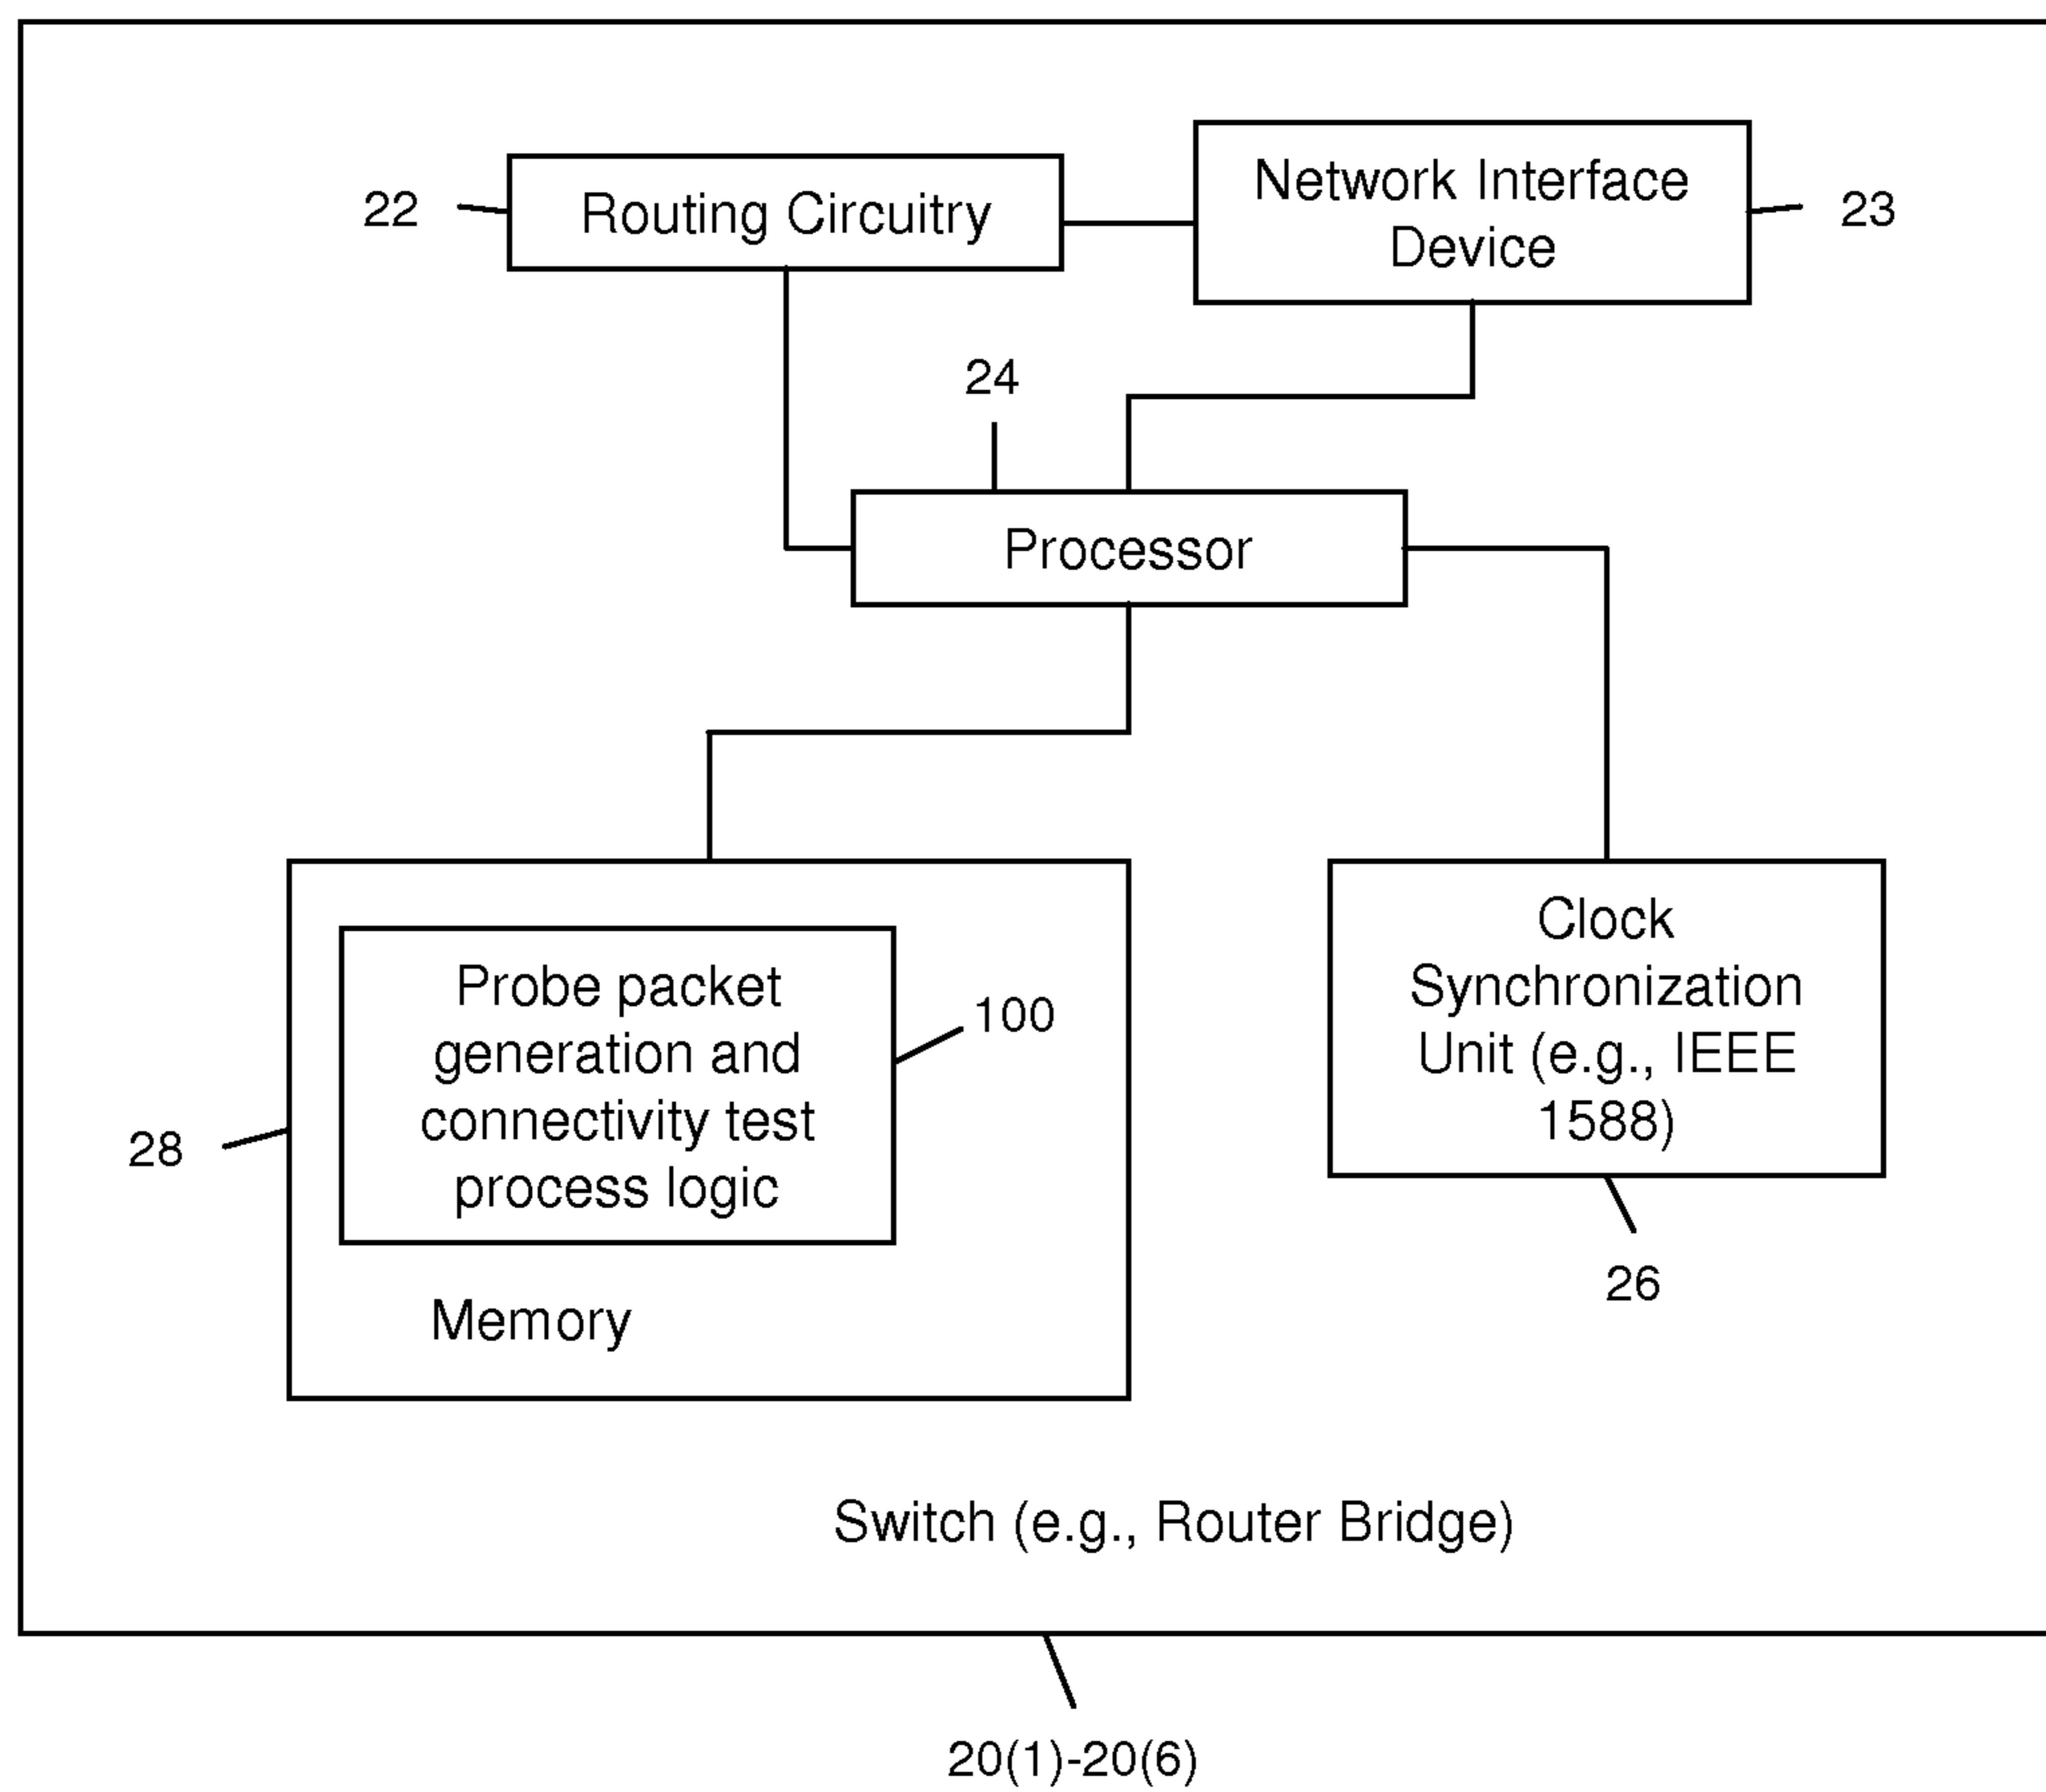 22
Routing Circuitry
Network Interface
Device
23
24
Processor
Probe packet
generation and
connectivity test
process logic
100
28
Memory
Clock
Synchronization
Unit (e.g., IEEE
1588)
26
Switch (e.g., Router Bridge)
20(1)-20(6)